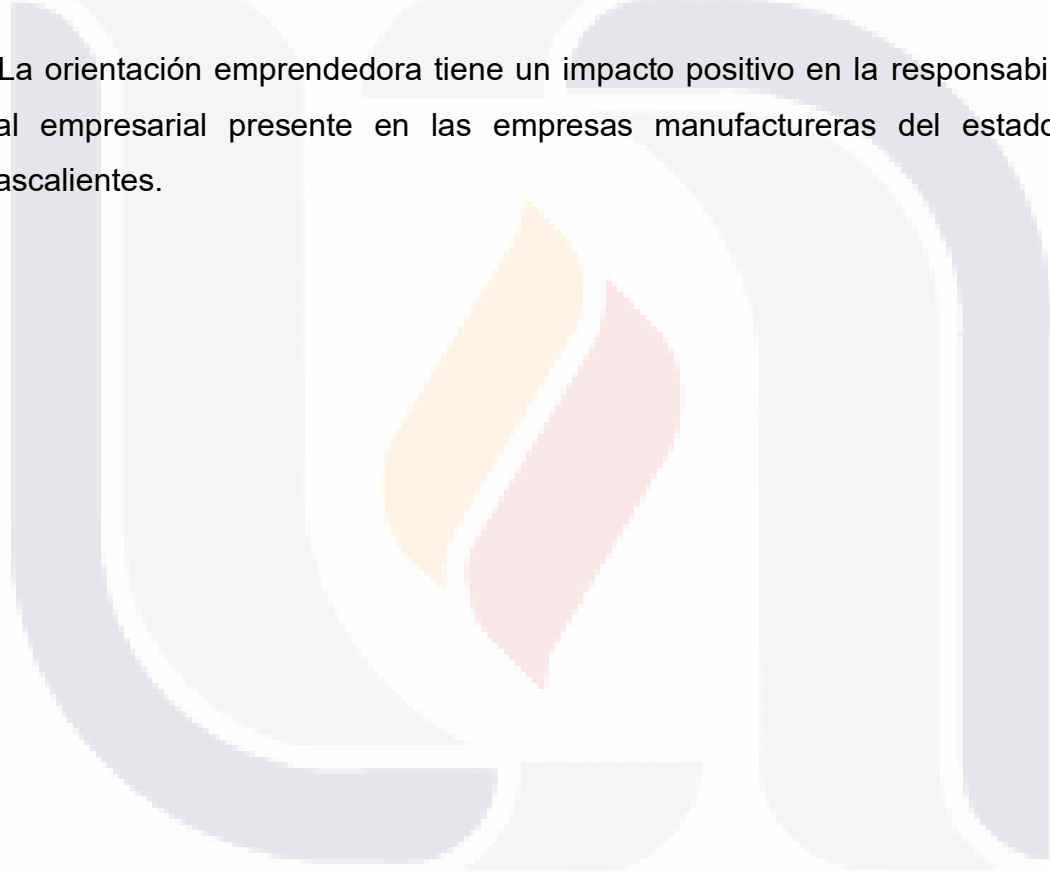 La orientación emprendedora tiene un impacto positivo en la responsabi
al empresarial presente en las empresas manufactureras del estado
ascalientes.